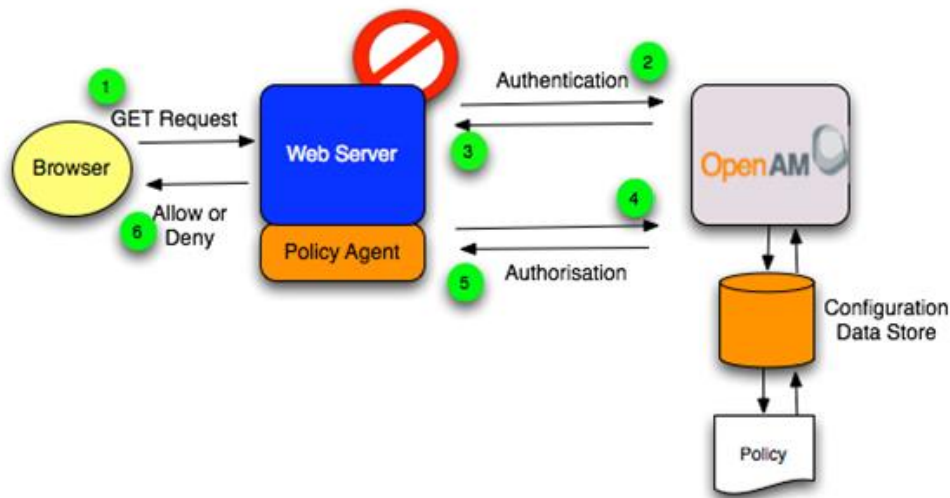 1
GET Request
Browser
Web Server
Policy Agent
6
Allow or
Deny
Authentication
2
3
4
5
Authorisation
OpenAM
Configuration
Data Store
Policy